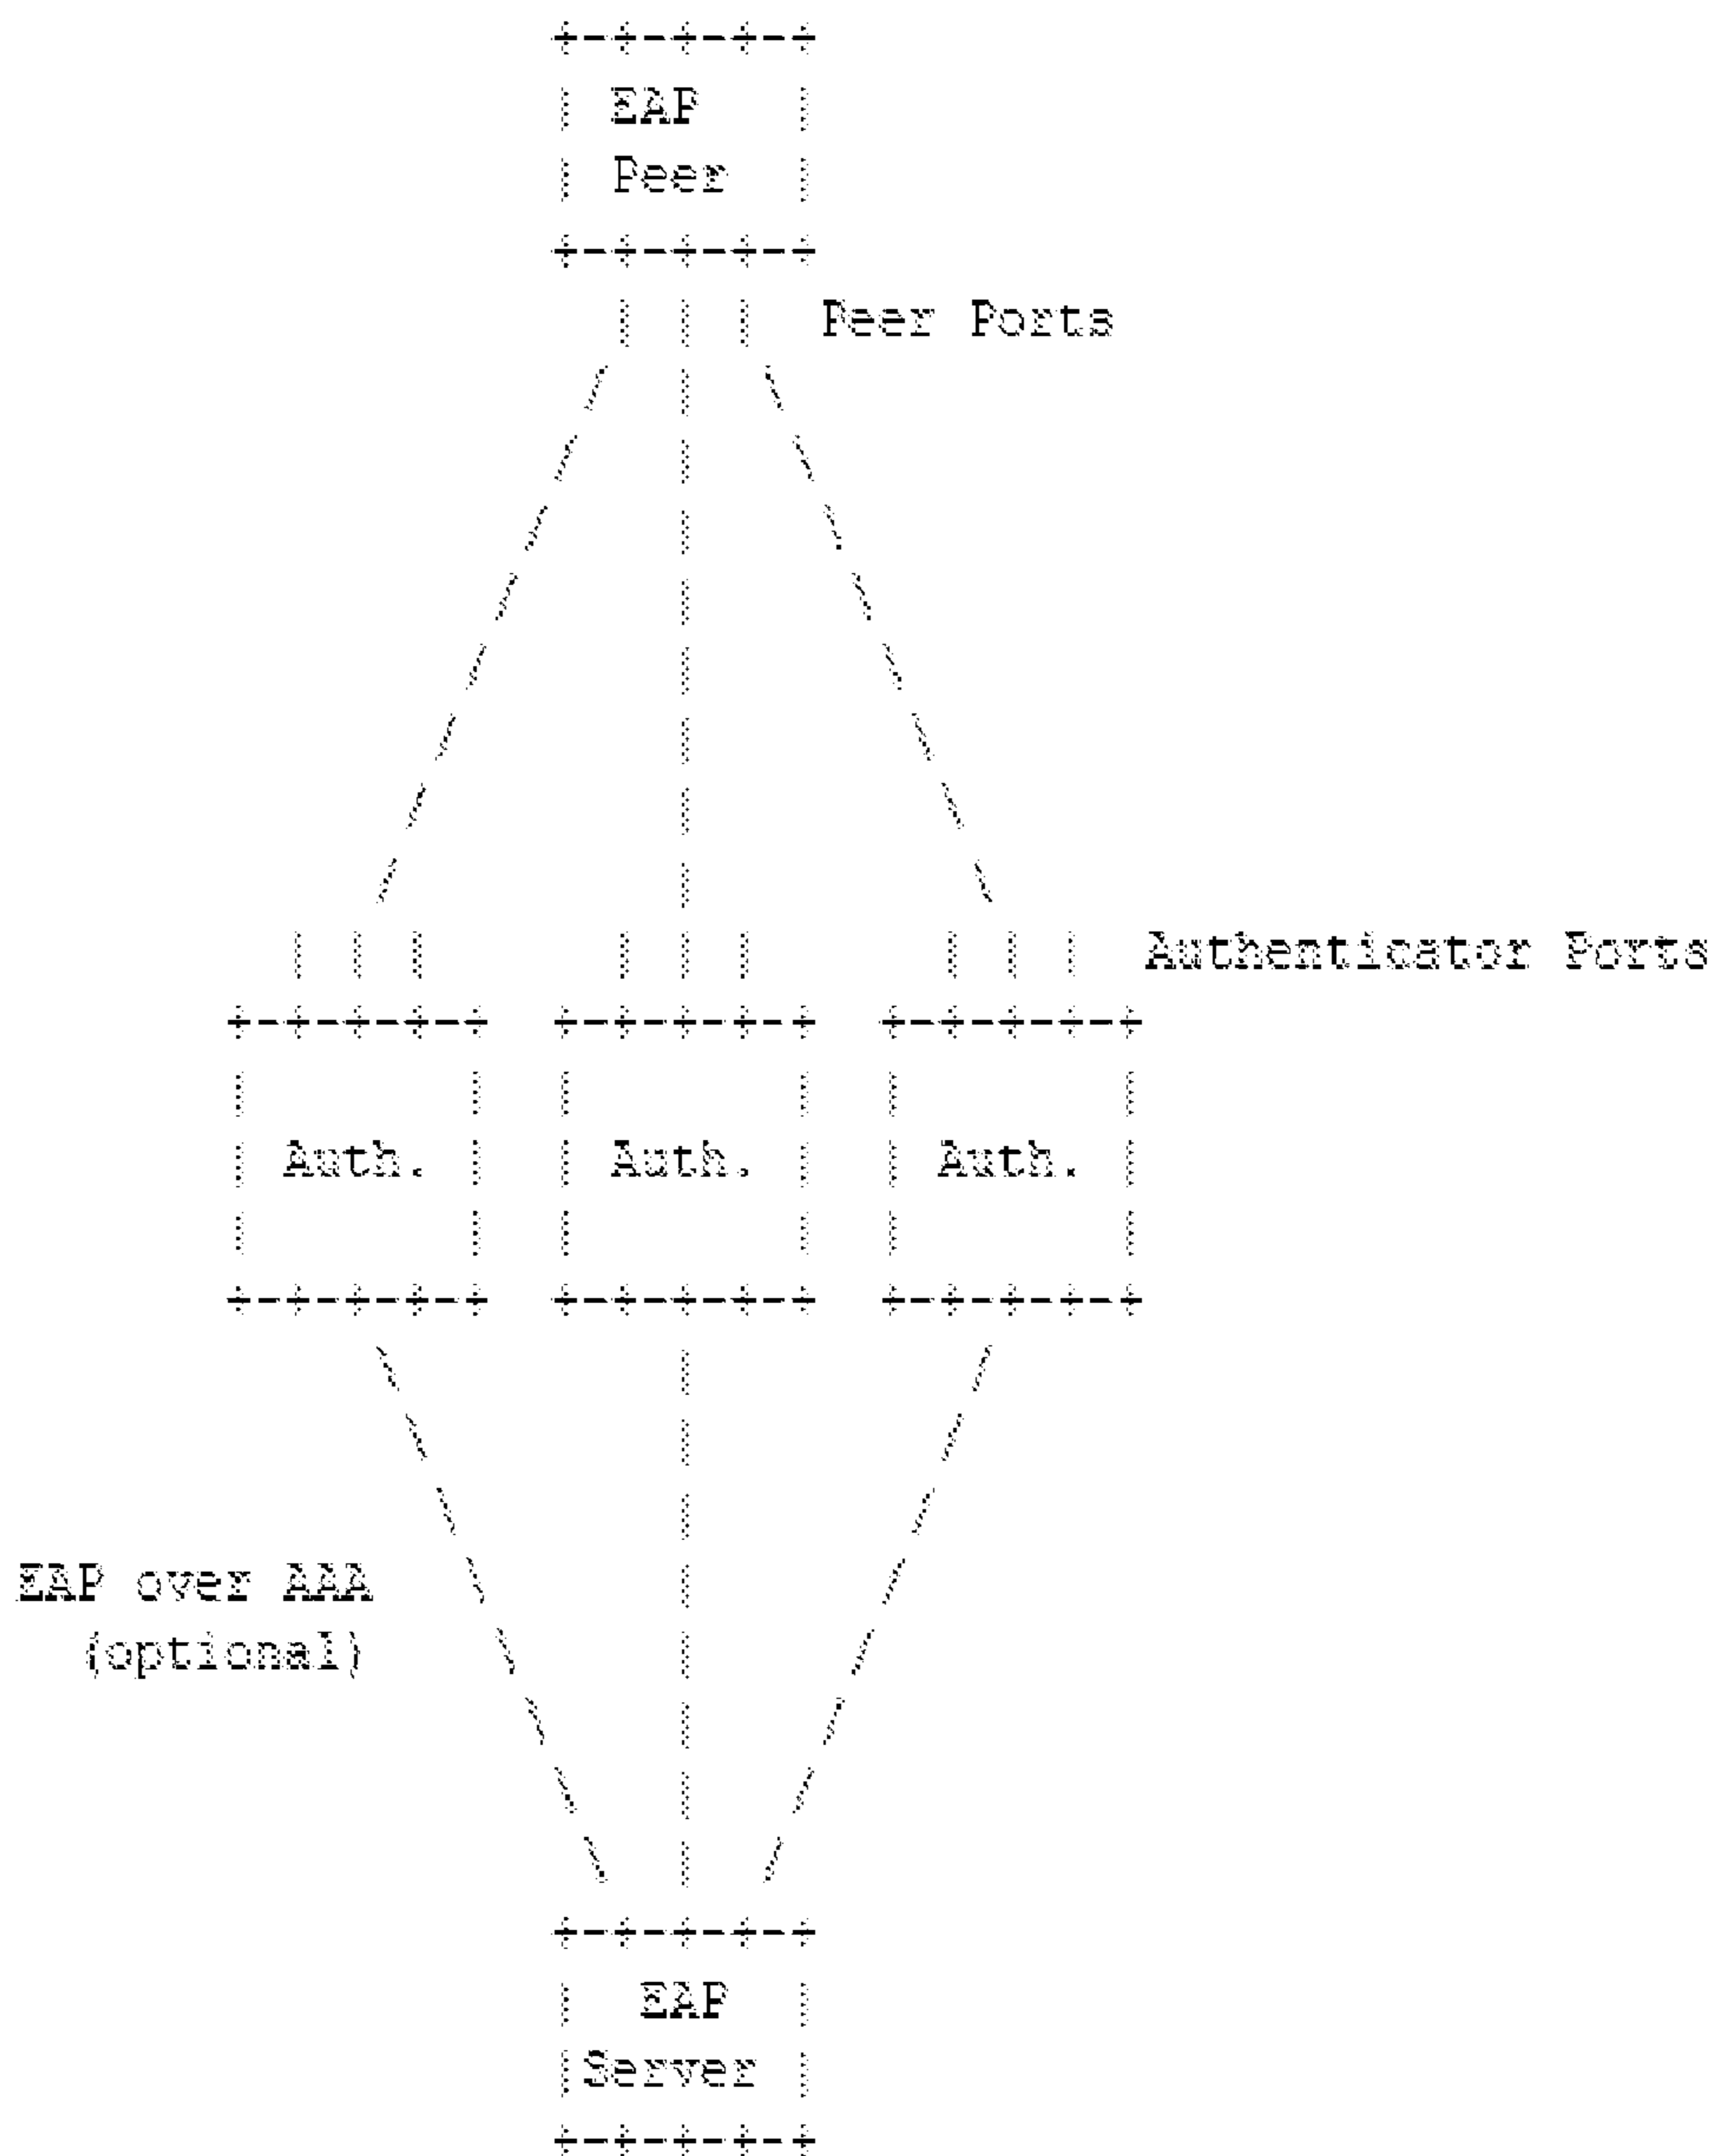 EAP
Peer
Peer Ports
Authenticator Ports
Auth. Auth. Auth.
EAP over AAA
(optional)
EAP
Server